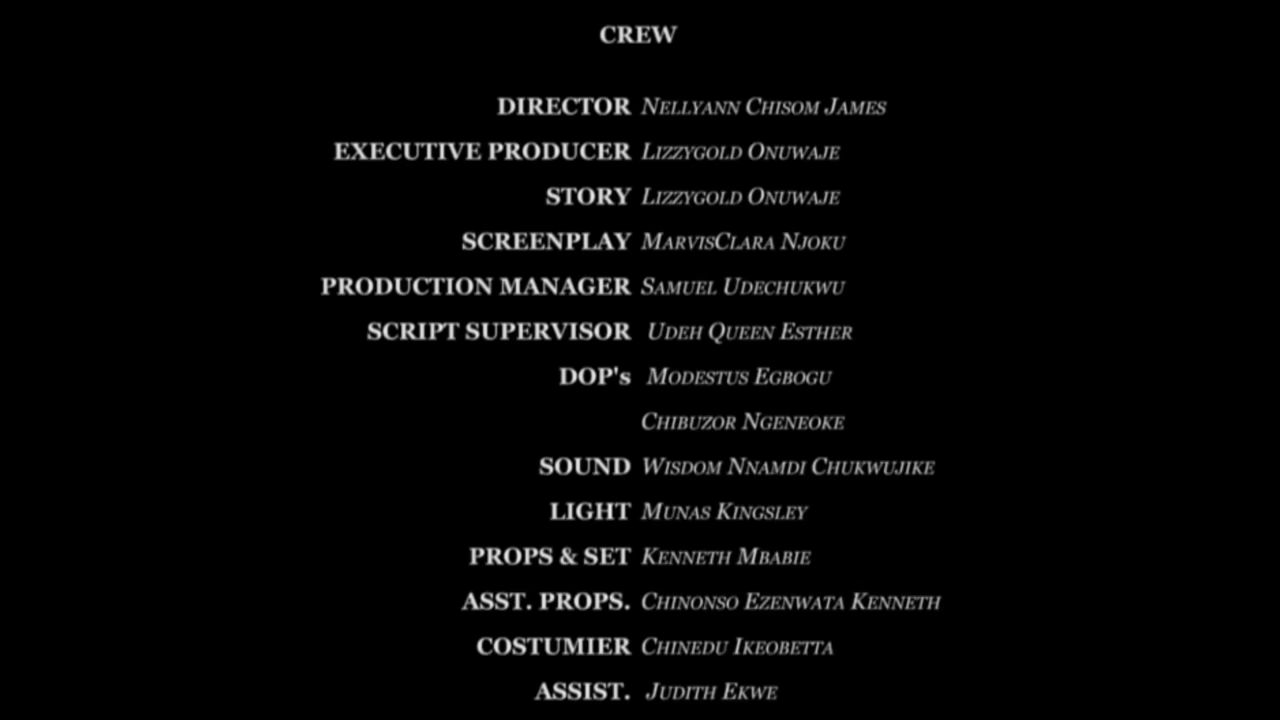 CREW
DIRECTOR Nellyann Chisom James
EXECUTIVE PRODUCER Lizzygold Onuwaje
STORY Lizzygold Onuwaje
SCREENPLAY MarvisClara Njoku
PRODUCTION MANAGER Samuel Udechukwu
SCRIPT SUPERVISOR Udeh Queen Esther
DOP's Modestus Egbogu
Chibuzor Ngeneoke
SOUND Wisdom Nnamdi Chukwujike
LIGHT Munas Kingsley
PROPS & SET Kenneth Mbabie
ASST. PROPS. Chinonso Ezenwata Kenneth
COSTUMIER Chinedu Ikeobetta
ASSIST. Judith Ekwe